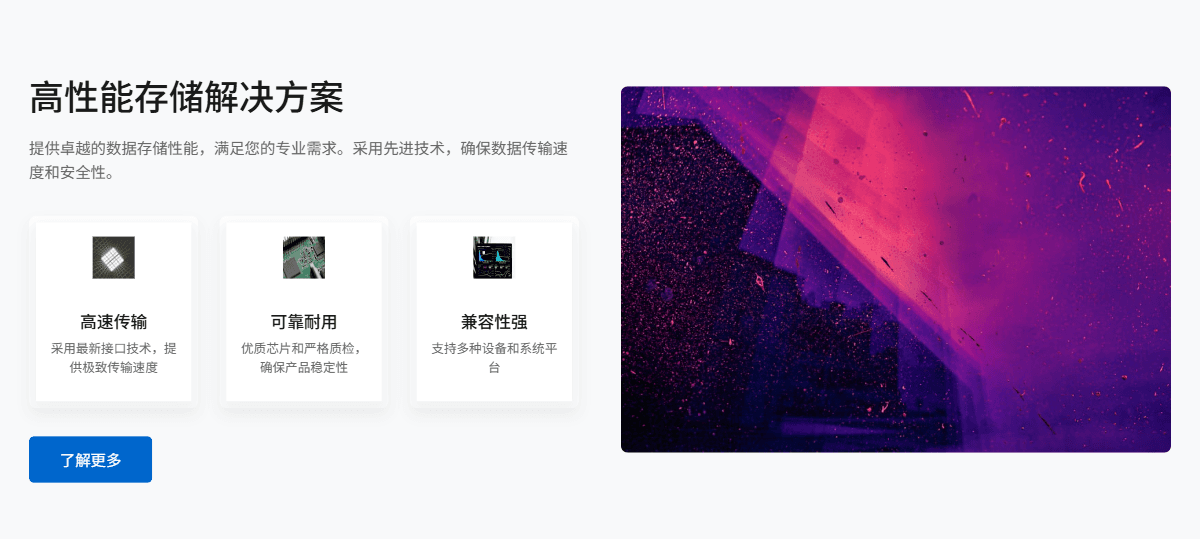 高性能存储解决方案
提供卓越的数据存储性能，满足您的专业需求。采用先进技术，确保数据传输速
度和安全性。
高速传输
采用最新接口技术，提
供极致传输速度
可靠耐用
优质芯片和严格质检，
确保产品稳定性
兼容性强
支持多种设备和系统平
台
了解更多